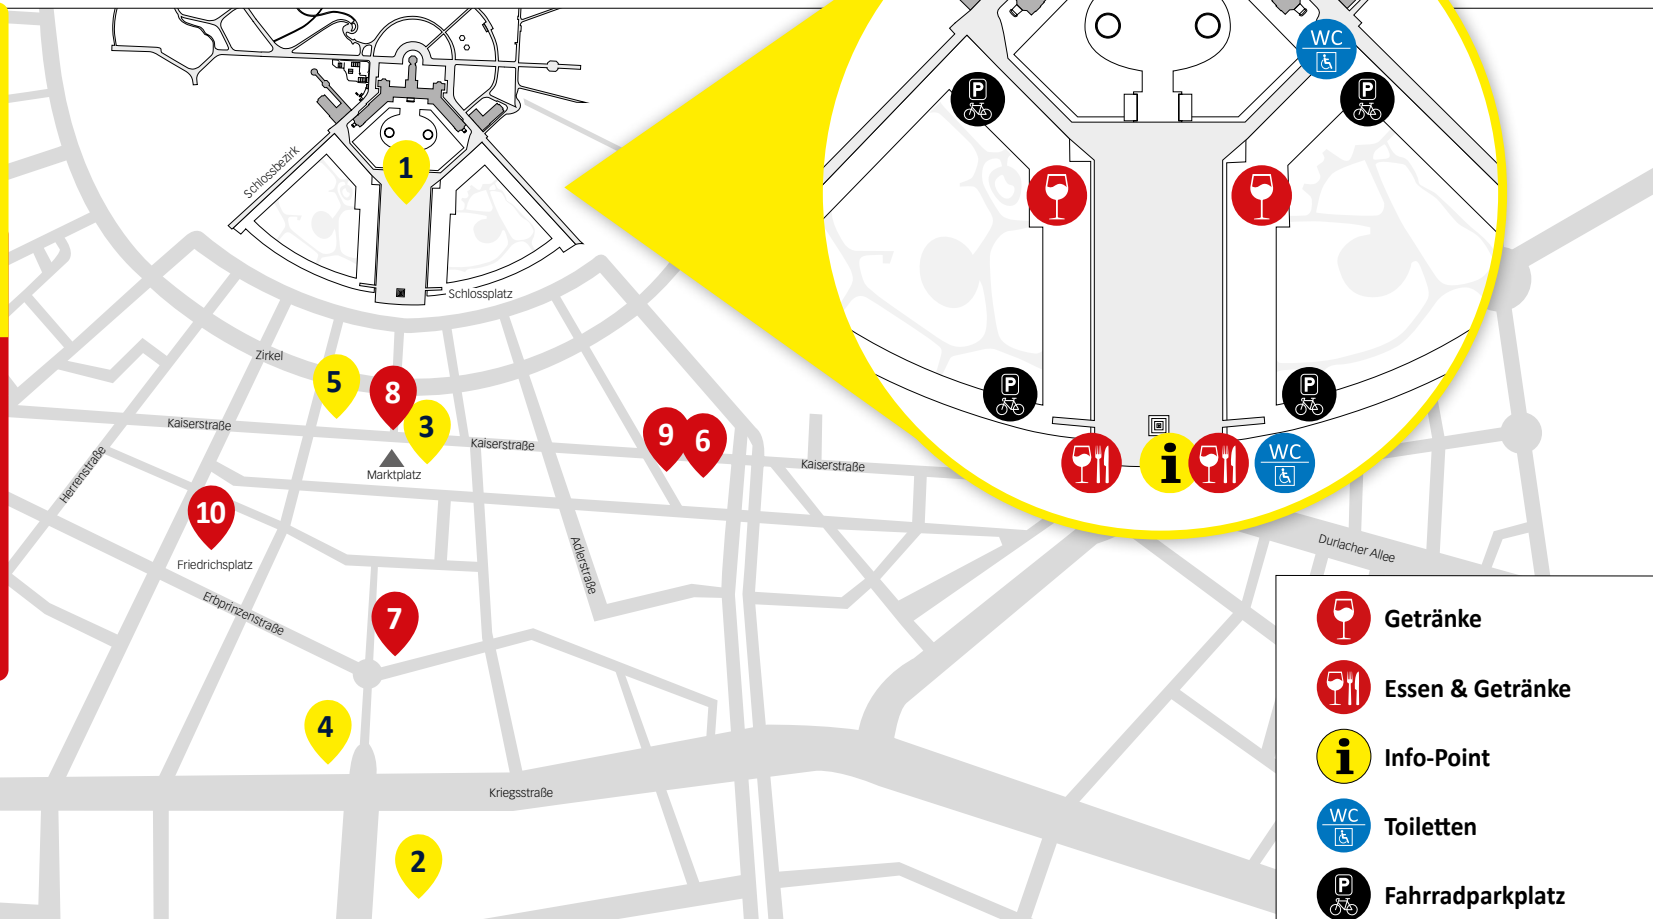 WC
P
P
1
Schlossbezirk
Schlossplatz
Zirkel
5
8
3
P
P
Kaiserstraße
Kaiserstraße
9
6
Kaiserstraße
i
WC
Marktplatz
Herrenstraße
10
Friedrichsplatz
Adlerstraße
Durlacher Allee
Erbprinzenstraße
7
4
Kriegsstraße
2
Getränke
Essen & Getränke
i Info-Point
WC Toiletten
P Fahrradparkplatz